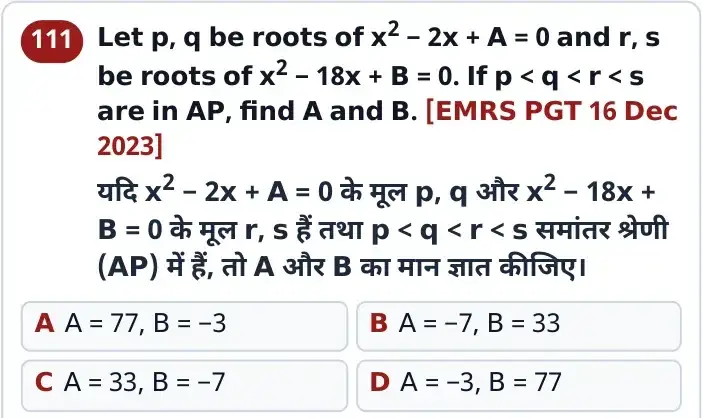 111 Let p, q be roots of x² – 2x + A = 0 and r, s
be roots of x² – 18x + B = 0. If p < q < r < s
are in AP, find A and B. [EMRS PGT 16 Dec
2023]
यदि x² – 2x + A = 0 के मूल p, q और x² – 18x +
B = 0 के मूल r, s हैं तथा p < q < r < s समांतर श्रेणी
(AP) में हैं, तो A और B का मान ज्ञात कीजिए।
A A = 77, B = –3
B A = –7, B = 33
C A = 33, B = –7
D A = –3, B = 77